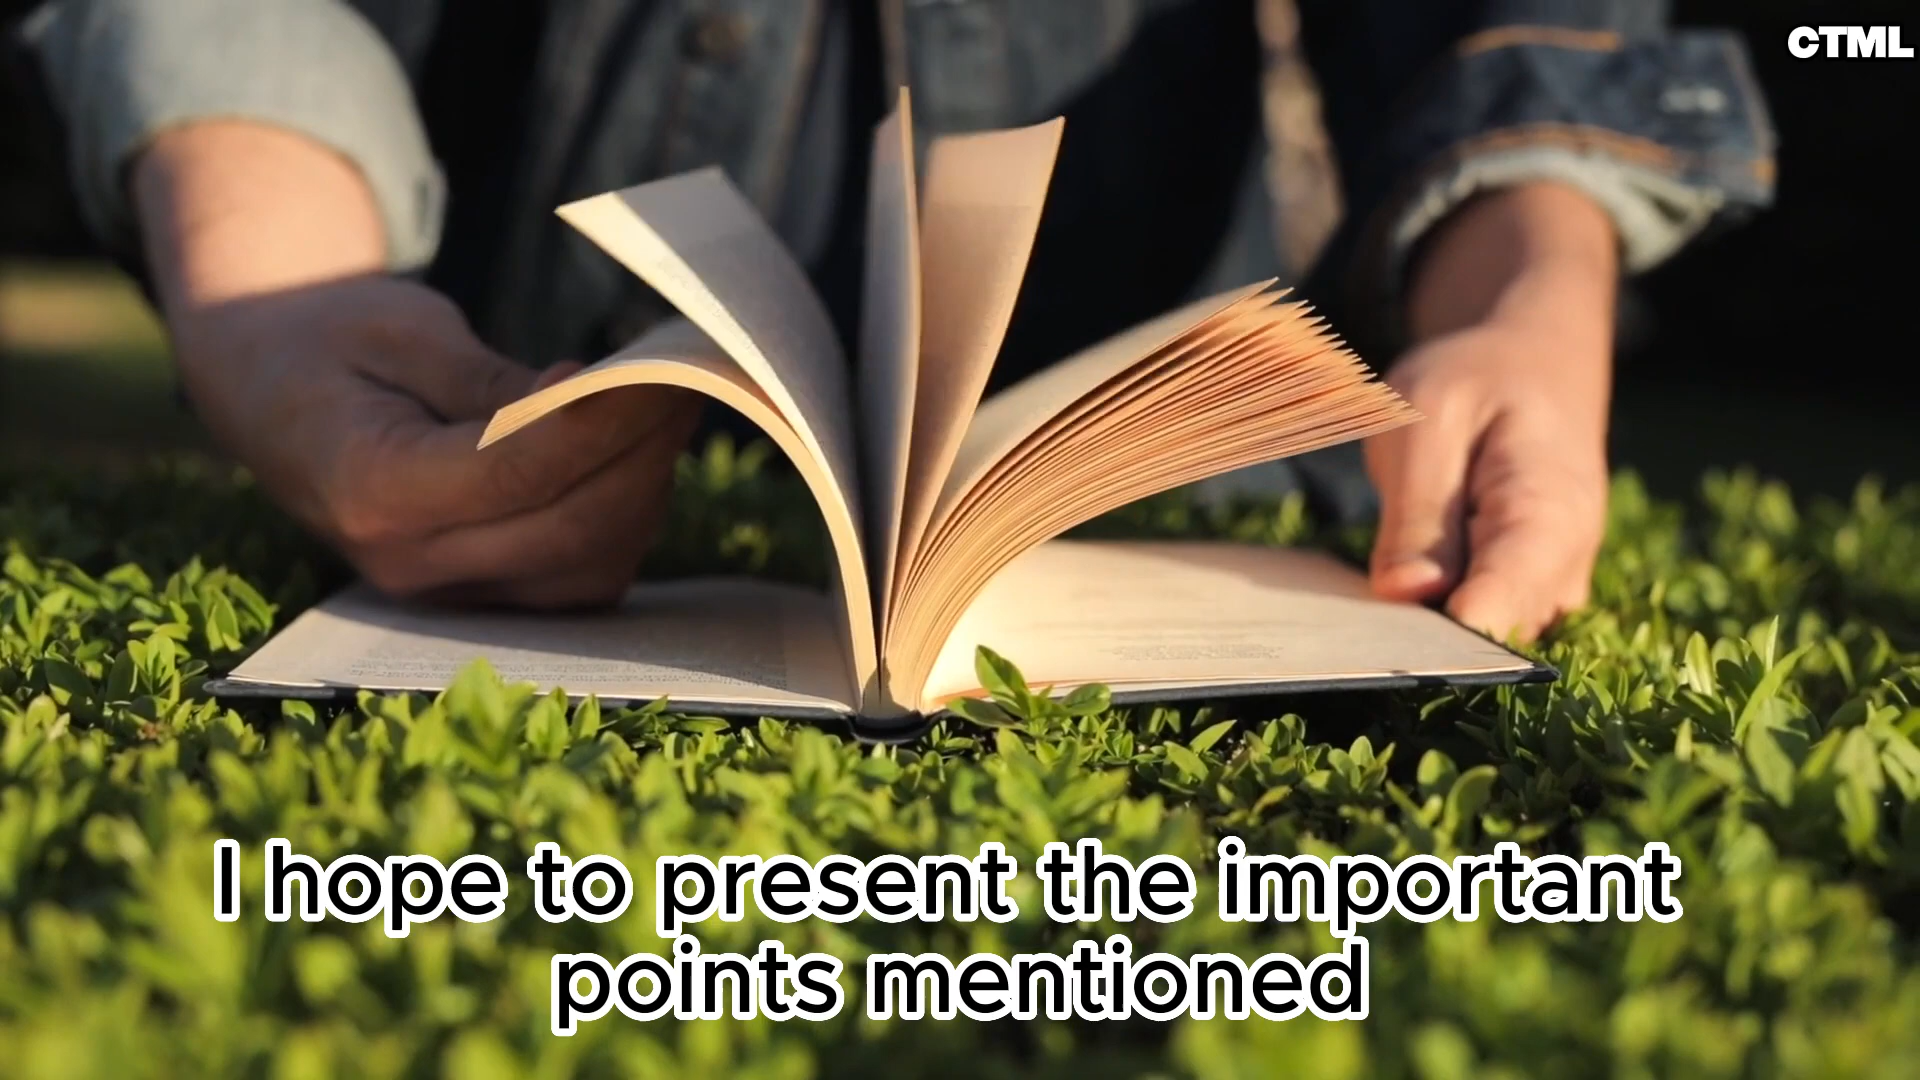 CTML
I hope to present the important
points mentioned